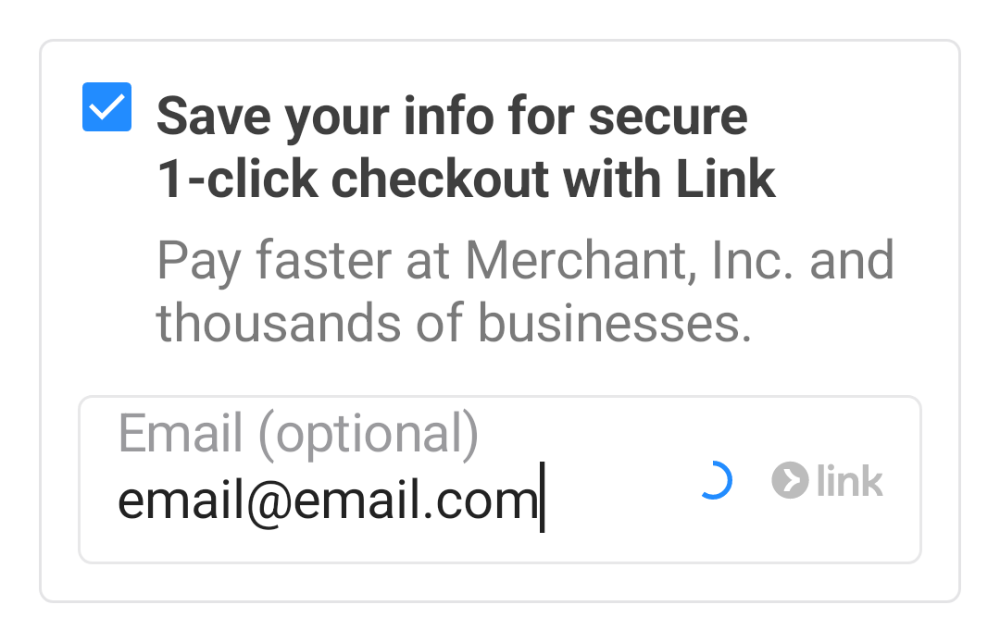 Save your info for secure
1-click checkout with Link
Pay faster at Merchant, Inc. and
thousands of businesses.
Email (optional)
email@email.com
link